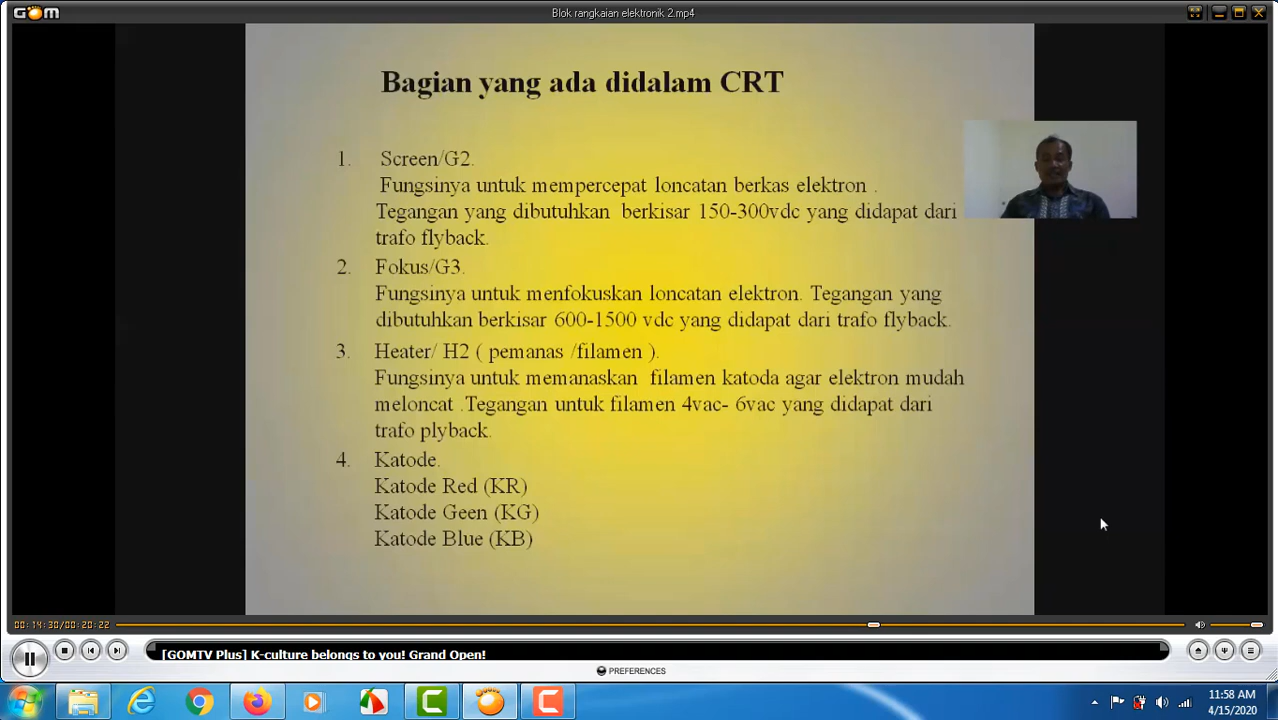 GOM
Blok rangkaian elektronik 2.mp4
Bagian yang ada didalam CRT
1. Screen/G2.
Fungsinya untuk mempercepat loncatan berkas elektron .
Tegangan yang dibutuhkan berkisar 150-300vdc yang didapat dari
trafo flyback.
2. Fokus/G3.
Fungsinya untuk menfokuskan loncatan elektron. Tegangan yang
dibutuhkan berkisar 600-1500 vdc yang didapat dari trafo flyback.
3. Heater/ H2 ( pemanas /filamen ).
Fungsinya untuk memanaskan filamen katoda agar elektron mudah
meloncat .Tegangan untuk filamen 4vac- 6vac yang didapat dari
trafo plyback.
4. Katode.
Katode Red (KR)
Katode Geen (KG)
Katode Blue (KB)
00:14:30/00:20:22
[GOMTV Plus] K-culture belongs to you! Grand Open!
PREFERENCES
11:58 AM
4/15/2020